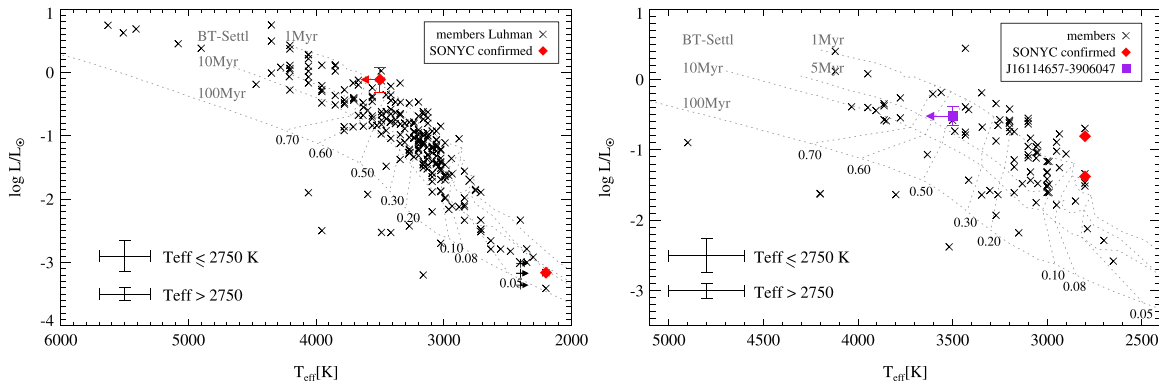 members Luhman
SONYC confirmed
BT-Settl
1Myr
10Myr
100Myr
0.70
0.60
0.50
0.30
0.20
0.10
0.08
0.05
Teff ⩽ 2750 K
Teff > 2750
1
0
-1
-2
-3
-4
log L/L☉
6000
5000
4000
3000
2000
Teff[K]
members
SONYC confirmed
J16114657-3906047
BT-Settl
1Myr
5Myr
10Myr
100Myr
0.70
0.60
0.50
0.30
0.20
0.10
0.08
0.05
Teff ⩽ 2750 K
Teff > 2750
1
0
-1
-2
-3
log L/L☉
5000
4500
4000
3500
3000
2500
Teff[K]